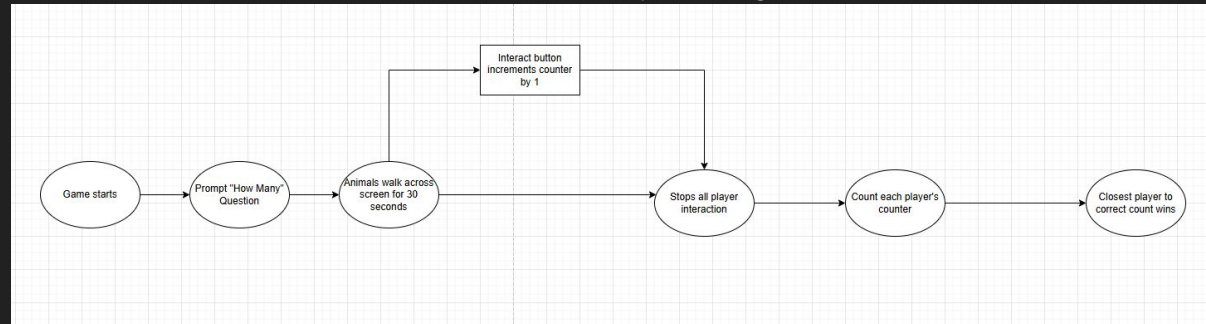 Interact button
increments counter
by 1
Game starts
Prompt "How Many"
Question
Animals walk across
screen for 30
seconds
Stops all player
interaction
Count each player's
counter
Closest player to
correct count wins